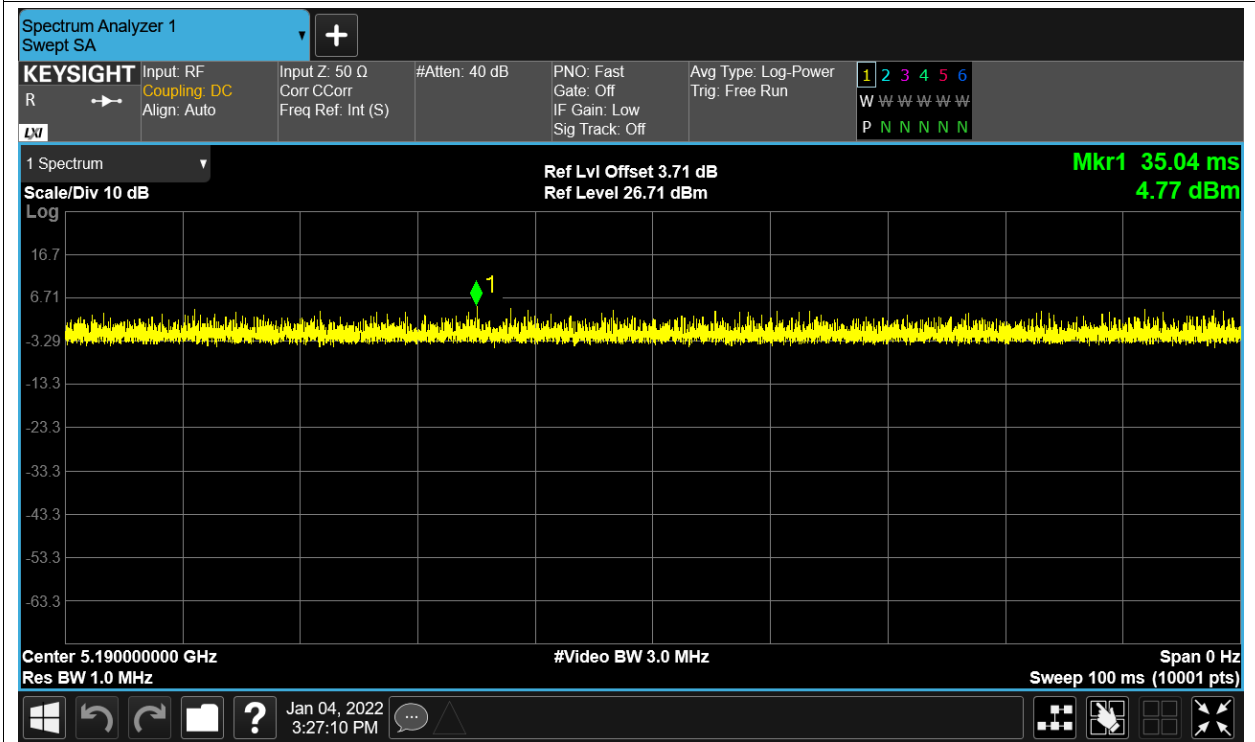 Spectrum Analyzer 1
Swept SA
KEYSIGHT
R
LXI
Input: RF
Coupling: DC
Align: Auto
Input Z: 50 Ω
Corr CCorr
Freq Ref: Int (S)
#Atten: 40 dB
PNO: Fast
Gate: Off
IF Gain: Low
Sig Track: Off
Avg Type: Log-Power
Trig: Free Run
1 2 3 4 5 6
W W W W W W
P N N N N N
1 Spectrum
Scale/Div 10 dB
Log
Ref Lvl Offset 3.71 dB
Ref Level 26.71 dBm
Mkr1 35.04 ms
4.77 dBm
16.7
1
6.71
-3.29
-13.3
-23.3
-33.3
-43.3
-53.3
-63.3
Center 5.190000000 GHz
Res BW 1.0 MHz
#Video BW 3.0 MHz
Span 0 Hz
Sweep 100 ms (10001 pts)
?
Jan 04, 2022
3:27:10 PM